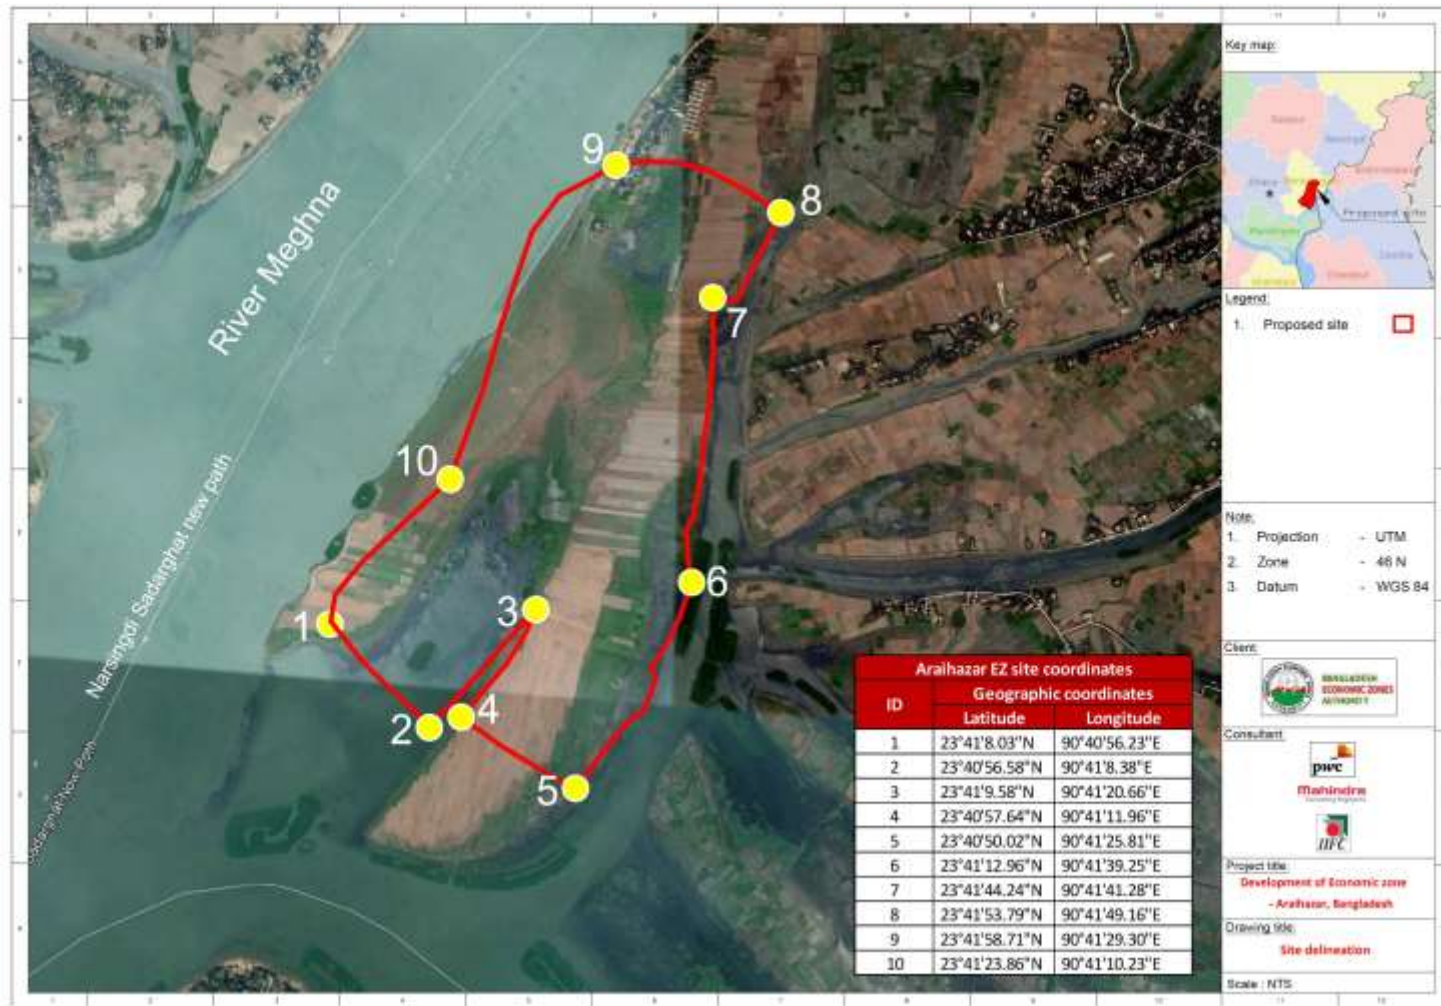 River Meghna
Narsingdi Sadarghat new path
Sadarghat New Path
9
8
7
10
6
3
1
2
4
5
Araihazar EZ site coordinates
ID
Geographic coordinates
Latitude Longitude
1 23°41'8.03"N 90°40'56.23"E
2 23°40'56.58"N 90°41'8.38"E
3 23°41'9.58"N 90°41'20.66"E
4 23°40'57.64"N 90°41'11.96"E
5 23°40'50.02"N 90°41'25.81"E
6 23°41'12.96"N 90°41'39.25"E
7 23°41'44.24"N 90°41'41.28"E
8 23°41'53.79"N 90°41'49.16"E
9 23°41'58.71"N 90°41'29.30"E
10 23°41'23.86"N 90°41'10.23"E
Key map:
Proposed site
Legend:
1. Proposed site
Note:
1. Projection - UTM
2. Zone - 46 N
3. Datum - WGS 84
Client:
BANGLADESH
ECONOMIC ZONES
AUTHORITY
Consultant
pwc
Mahindra
IIFC
Project title:
Development of Economic zone
- Araihazar, Bangladesh
Drawing title:
Site delineation
Scale : NTS